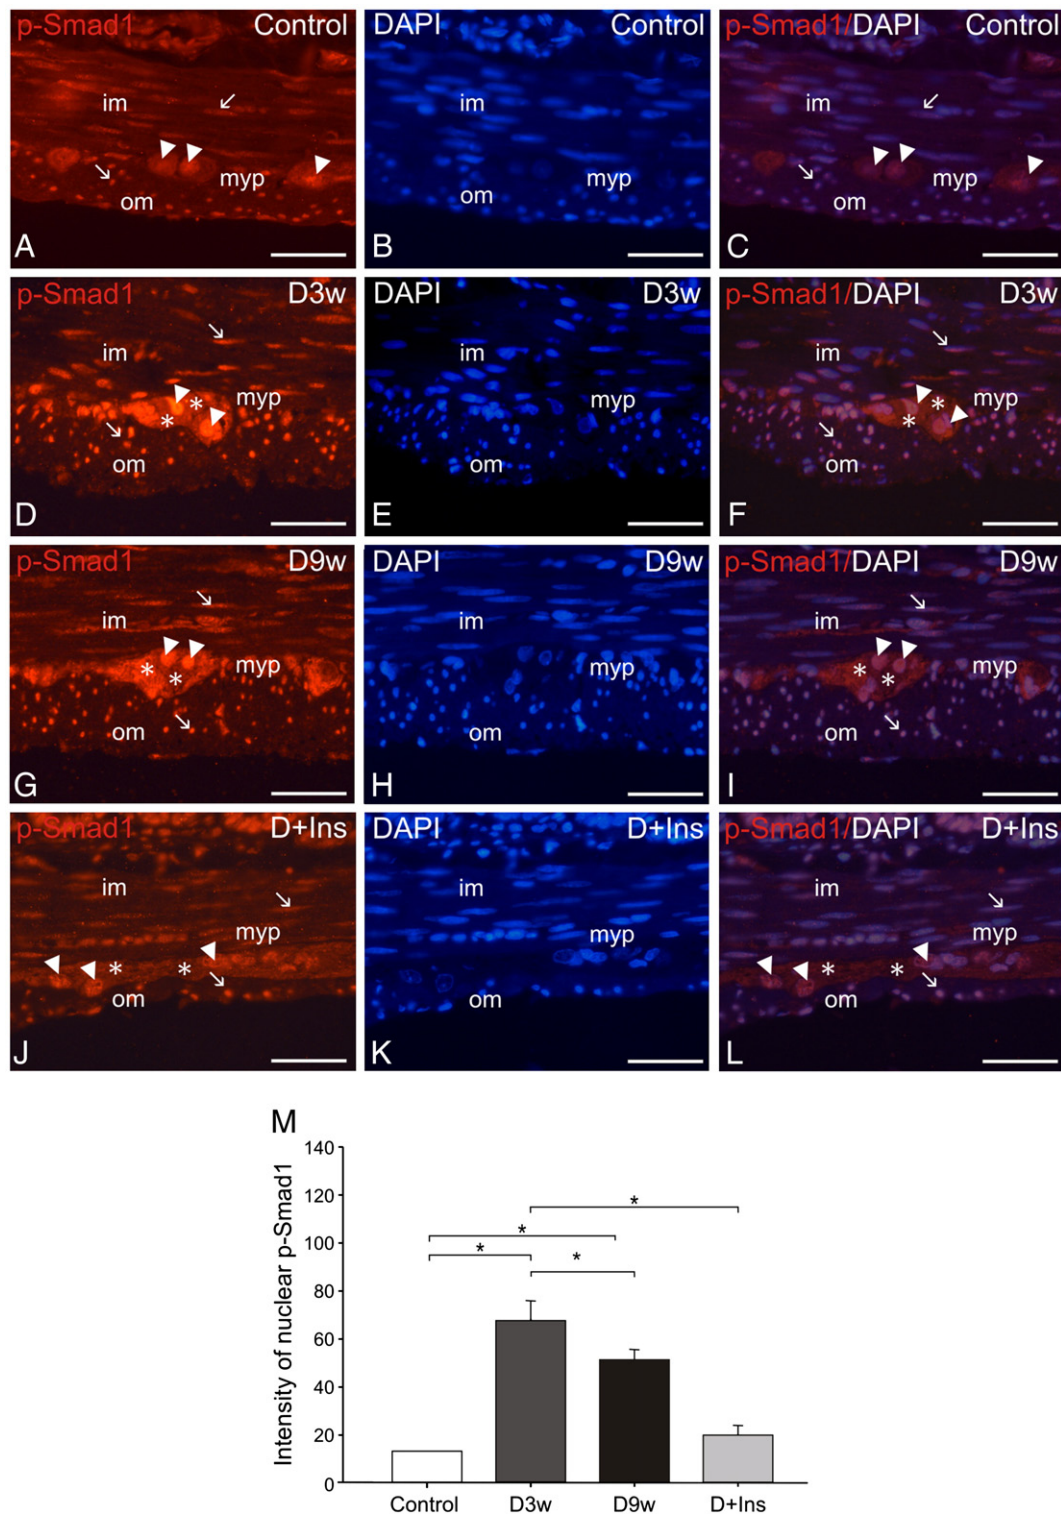 p-Smad1 Control
im
myp
om
A
DAPI Control
im
myp
om
B
p-Smad1/DAPI Control
im
myp
om
C
p-Smad1 D3w
im
myp
* *
om
D
DAPI D3w
im
myp
om
E
p-Smad1/DAPI D3w
im
myp
* *
om
F
p-Smad1 D9w
im
myp
* *
om
G
DAPI D9w
im
myp
om
H
p-Smad1/DAPI D9w
im
myp
* *
om
I
p-Smad1 D+Ins
im
myp
* *
om
J
DAPI D+Ins
im
myp
om
K
p-Smad1/DAPI D+Ins
im
myp
* *
om
L
M
Intensity of nuclear p-Smad1
140
120
100
80
60
40
20
0
*
*
* *
Control D3w D9w D+Ins